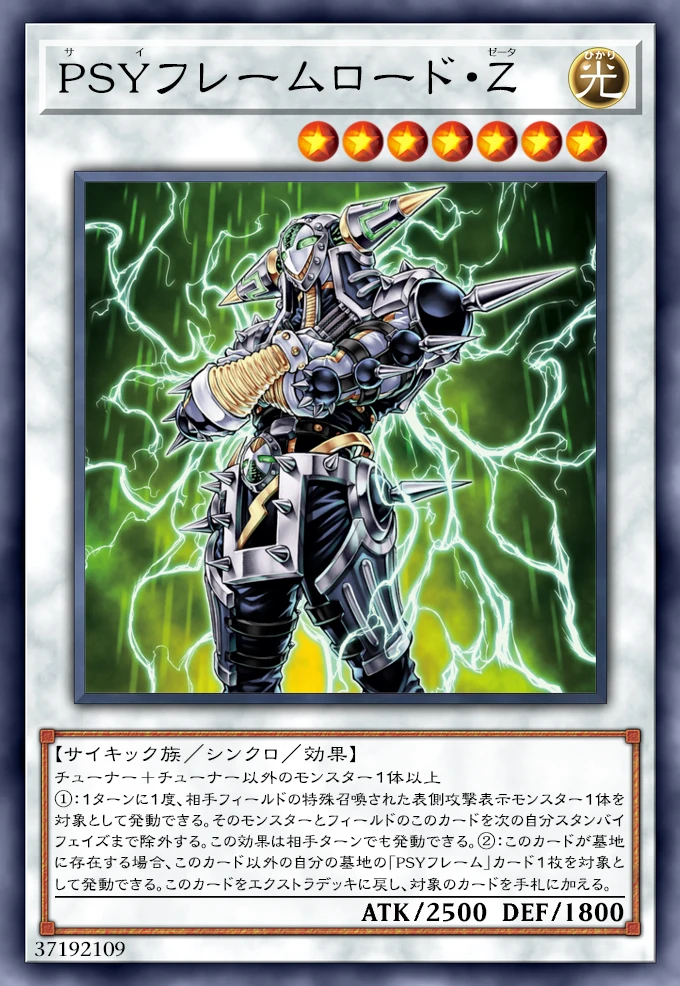 サイ ゼータ
PSYフレームロード・Z
ひかり
光
【サイキック族／シンクロ／効果】
チューナー＋チューナー以外のモンスター1体以上
①：1ターンに1度、相手フィールドの特殊召喚された表側攻撃表示モンスター1体を
対象として発動できる。そのモンスターとフィールドのこのカードを次の自分スタンバイ
フェイズまで除外する。この効果は相手ターンでも発動できる。②：このカードが墓地
に存在する場合、このカード以外の自分の墓地の「PSYフレーム」カード1枚を対象と
して発動できる。このカードをエクストラデッキに戻し、対象のカードを手札に加える。
ATK/2500 DEF/1800
37192109